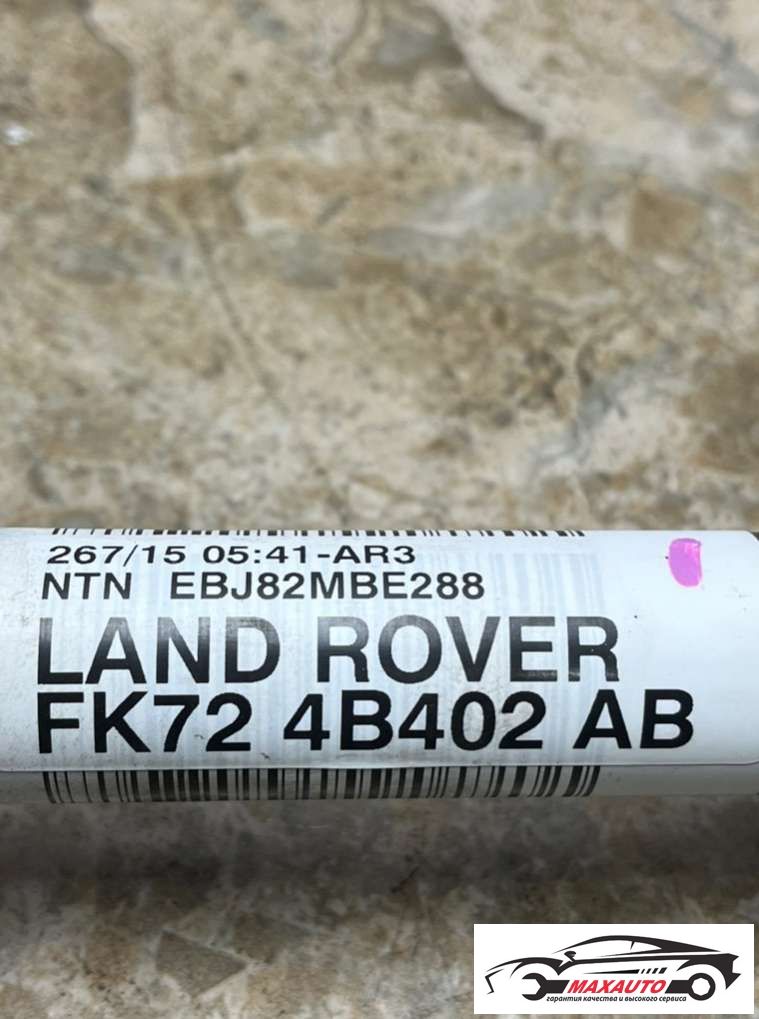 267/15 05:41-AR3
NTN EBJ82MBE288
LAND ROVER
FK72 4B402 AB
MAXAUTO
гарантия качества и высокого сервиса